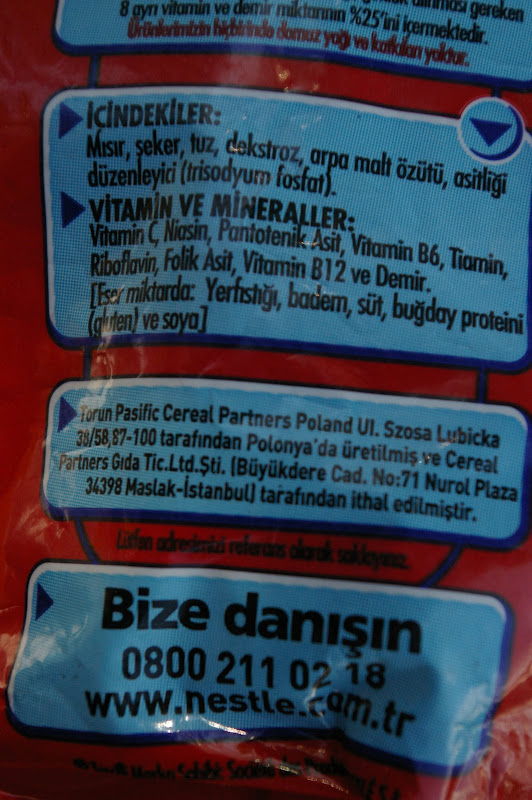 alınması gereken
8 ayrı vitamin ve demir miktarının %25'ini içermektedir.
Ürünlerimizin hiçbirinde domuz yağı ve katkıları yoktur.
İÇİNDEKİLER:
Mısır, şeker, tuz, dekstroz, arpa malt özütü, asitliği
düzenleyici (trisodyum fosfat).
VİTAMİN VE MİNERALLER:
Vitamin C, Niasin, Pantotenik Asit, Vitamin B6, Tiamin,
Riboflavin, Folik Asit, Vitamin B12 ve Demir.
[Eser miktarda: Yerfıstığı, badem, süt, buğday proteini
(gluten) ve soya]
Torun Pasific Cereal Partners Poland Ul. Szosa Lubicka
38/58,87-100 tarafından Polonya'da üretilmiş ve Cereal
Partners Gıda Tic.Ltd.Şti. (Büyükdere Cad. No:71 Nurol Plaza
34398 Maslak-İstanbul) tarafından ithal edilmiştir.
Lütfen adresimizi referans olarak saklayınız.
Bize danışın
0800 211 02 18
www.nestle.com.tr